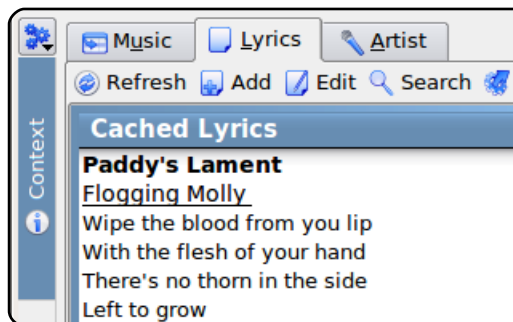 Music Lyrics Artist
Refresh Add Edit Search
Context
Cached Lyrics
Paddy's Lament
Flogging Molly
Wipe the blood from you lip
With the flesh of your hand
There's no thorn in the side
Left to grow